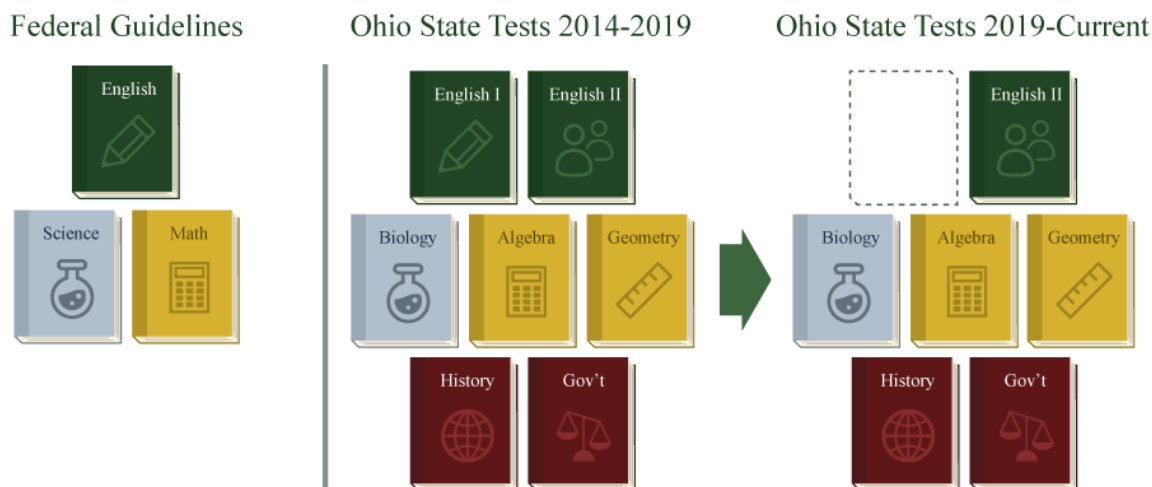 Federal Guidelines
English
Science
Math
Ohio State Tests 2014-2019
English I
English II
Biology
Algebra
Geometry
History
Gov't
Ohio State Tests 2019-Current
English II
Biology
Algebra
Geometry
History
Gov't